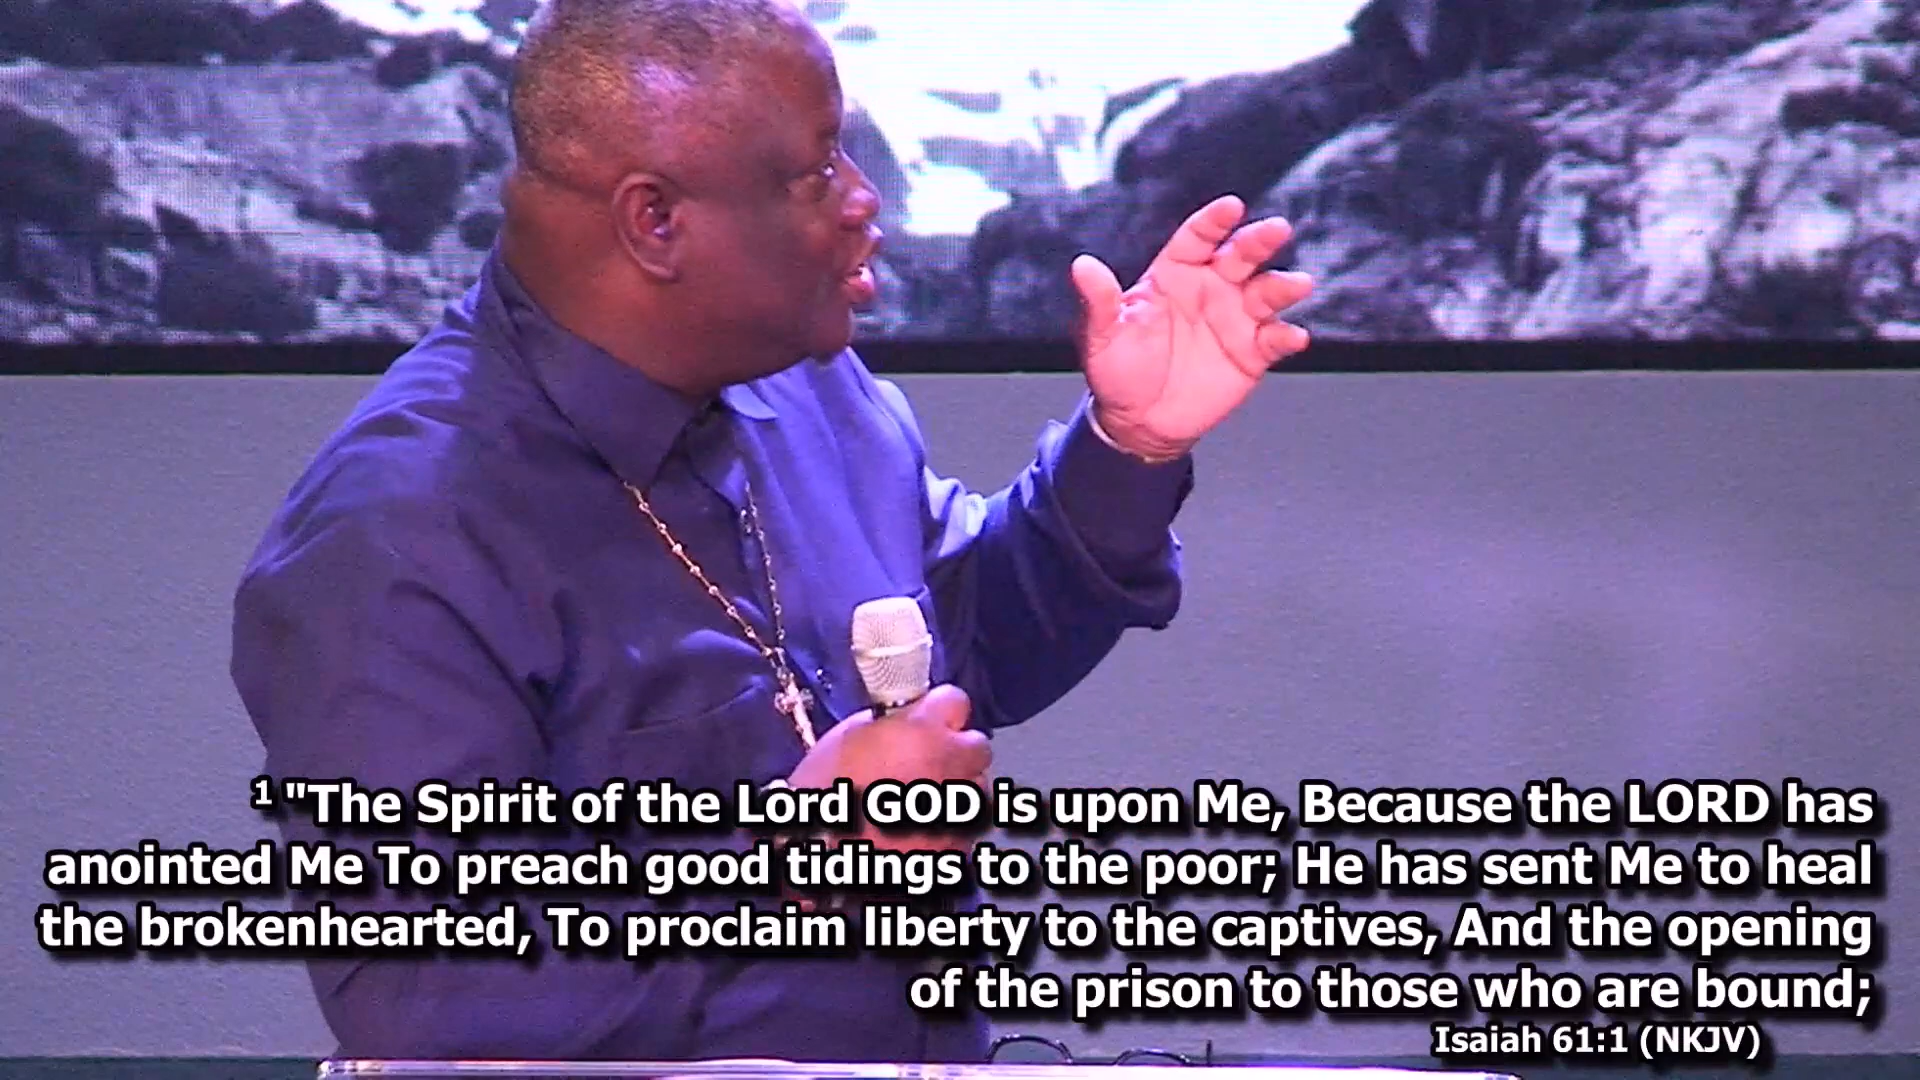 1 "The Spirit of the Lord GOD is upon Me, Because the LORD has
anointed Me To preach good tidings to the poor; He has sent Me to heal
the brokenhearted, To proclaim liberty to the captives, And the opening
of the prison to those who are bound;
Isaiah 61:1 (NKJV)